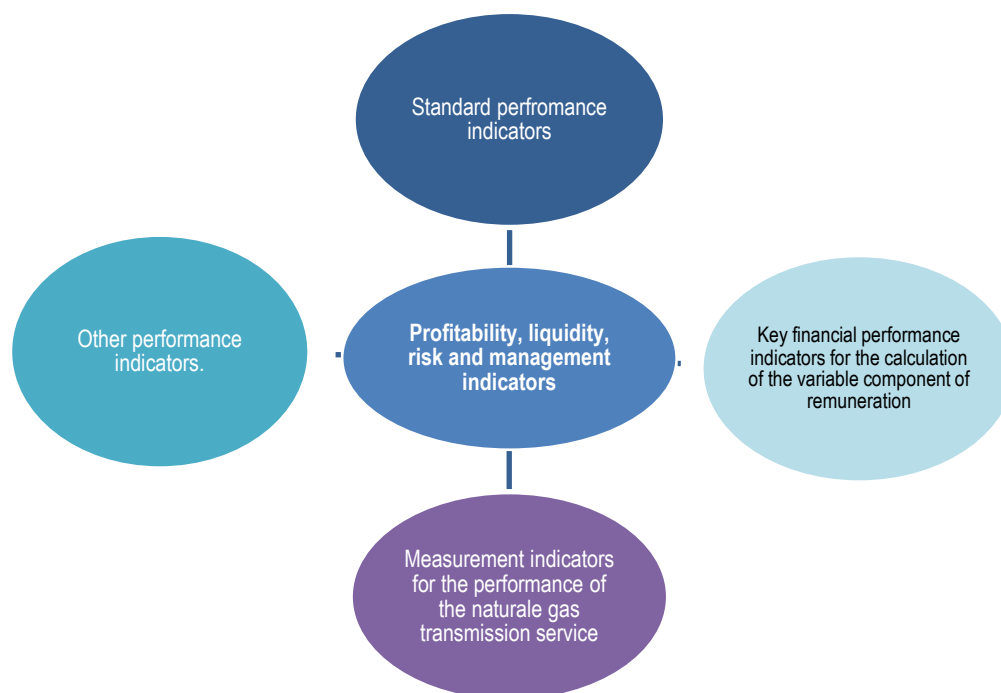 Standard perfromance
indicators
Other performance
indicators.
Profitability, liquidity,
risk and management
indicators
Key financial performance
indicators for the calculation
of the variable component of
remuneration
Measurement indicators
for the performance of
the naturale gas
transmission service